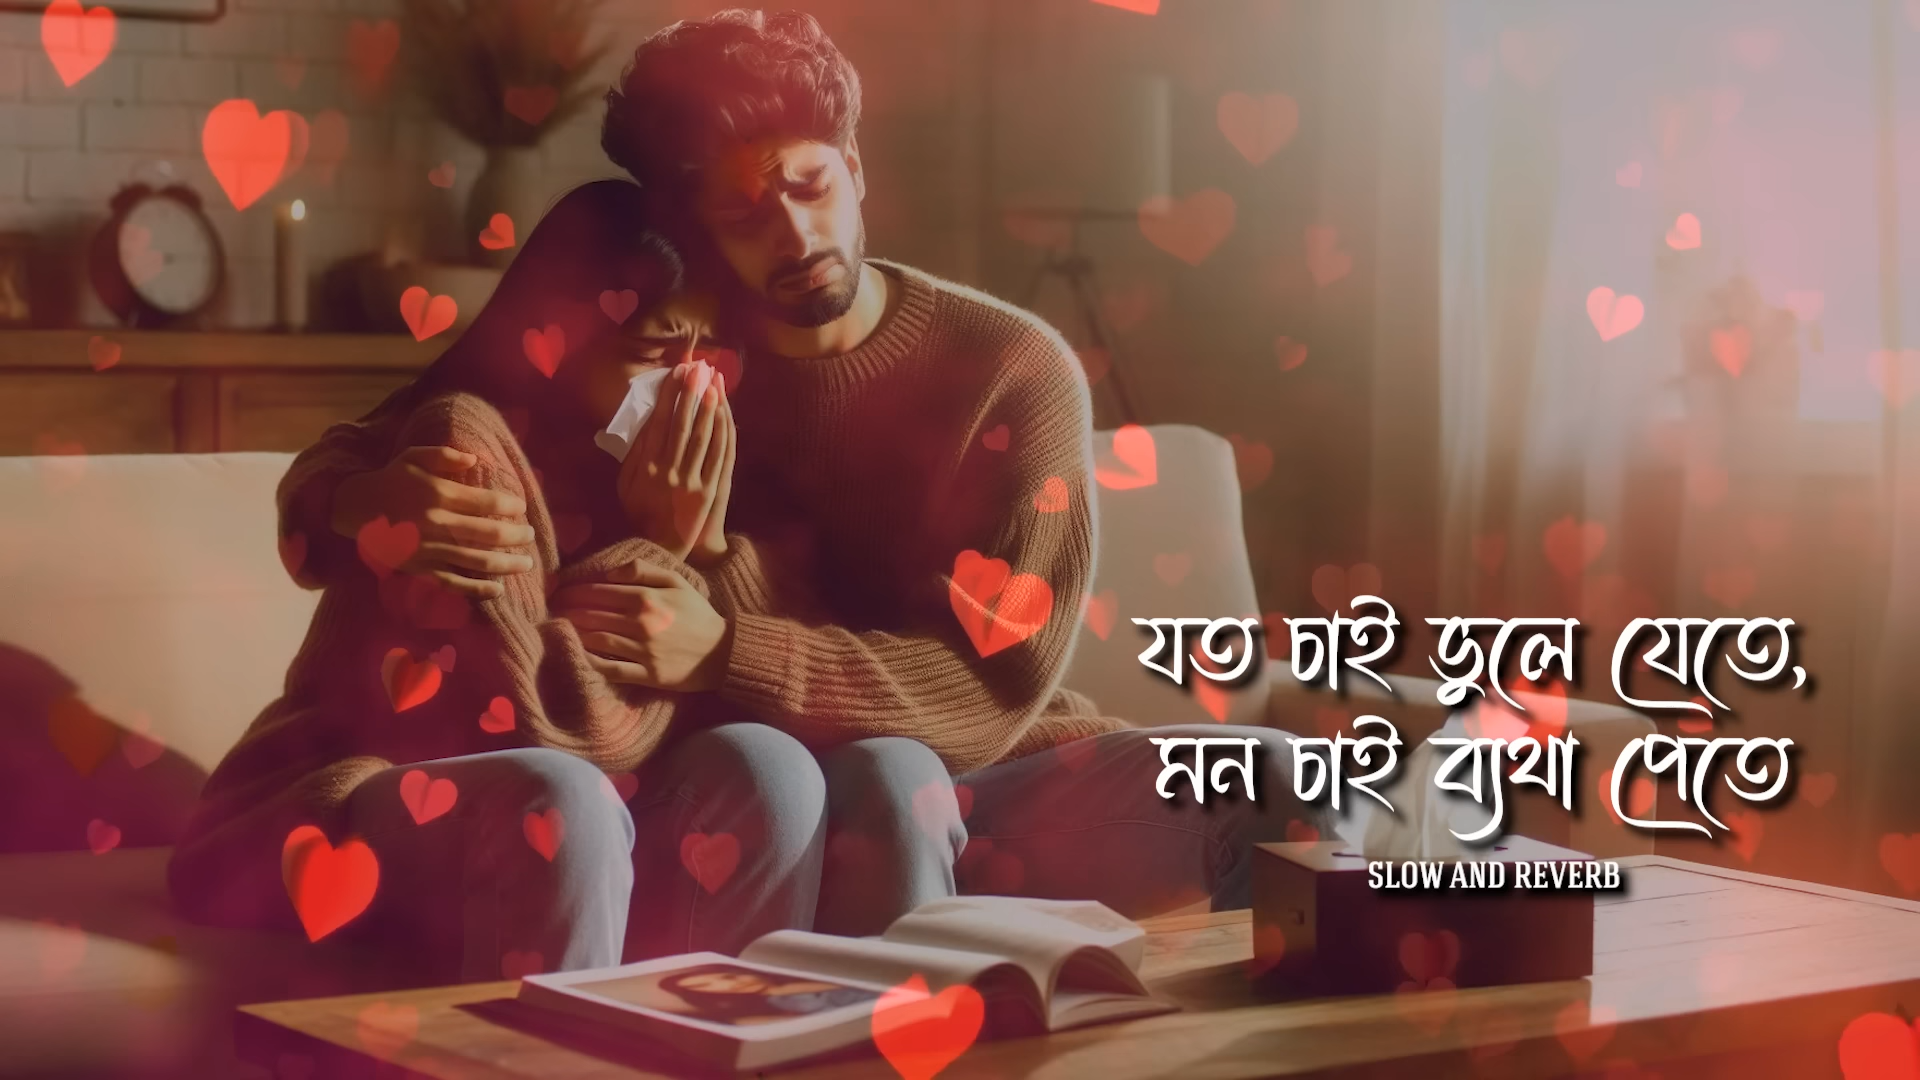 যত চাই ভুলে যেতে,
মন চাই ব্যথা পেতে
SLOW AND REVERB